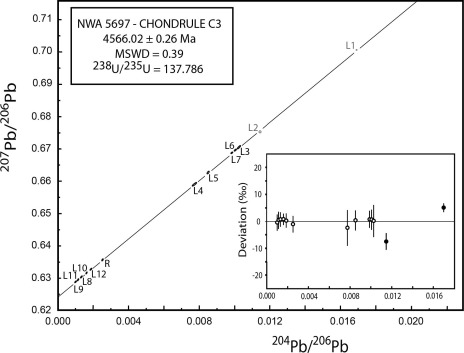 0.71
NWA 5697 - CHONDRULE C3
4566.02 ± 0.26 Ma
MSWD = 0.39
238U/235U = 137.786
L1
0.70
0.69
L2
0.67
L6
L3
L7
0.66
L5
L4
0.65
0.63
L10
R
L11
L12
L8
L9
0.63
0.62
207Pb/206Pb
0.000
0.004
0.008
0.012
0.016
0.020
204Pb/206Pb
20
10
0
-10
-20
Deviation (‰)
0.000
0.004
0.008
0.012
0.016